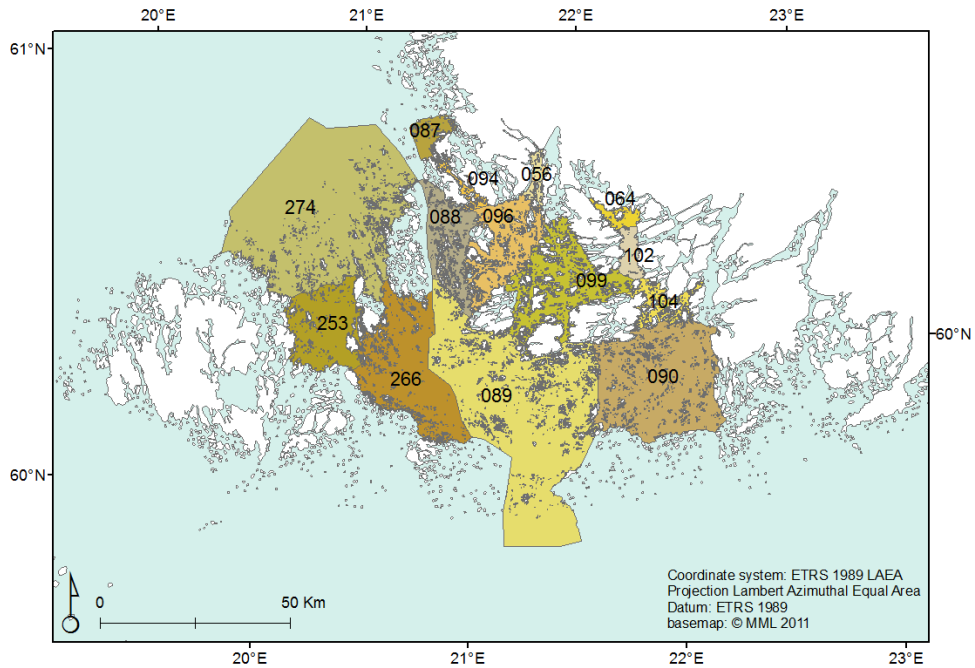 20°E 21°E 22°E 23°E
61°N
087
094 056
274 088 096 064
102
099
104
253 60°N
266 089 090
60°N
Coordinate system: ETRS 1989 LAEA
Projection Lambert Azimuthal Equal Area
Datum: ETRS 1989
basemap: © MML 2011
0 50 Km
20°E 21°E 22°E 23°E